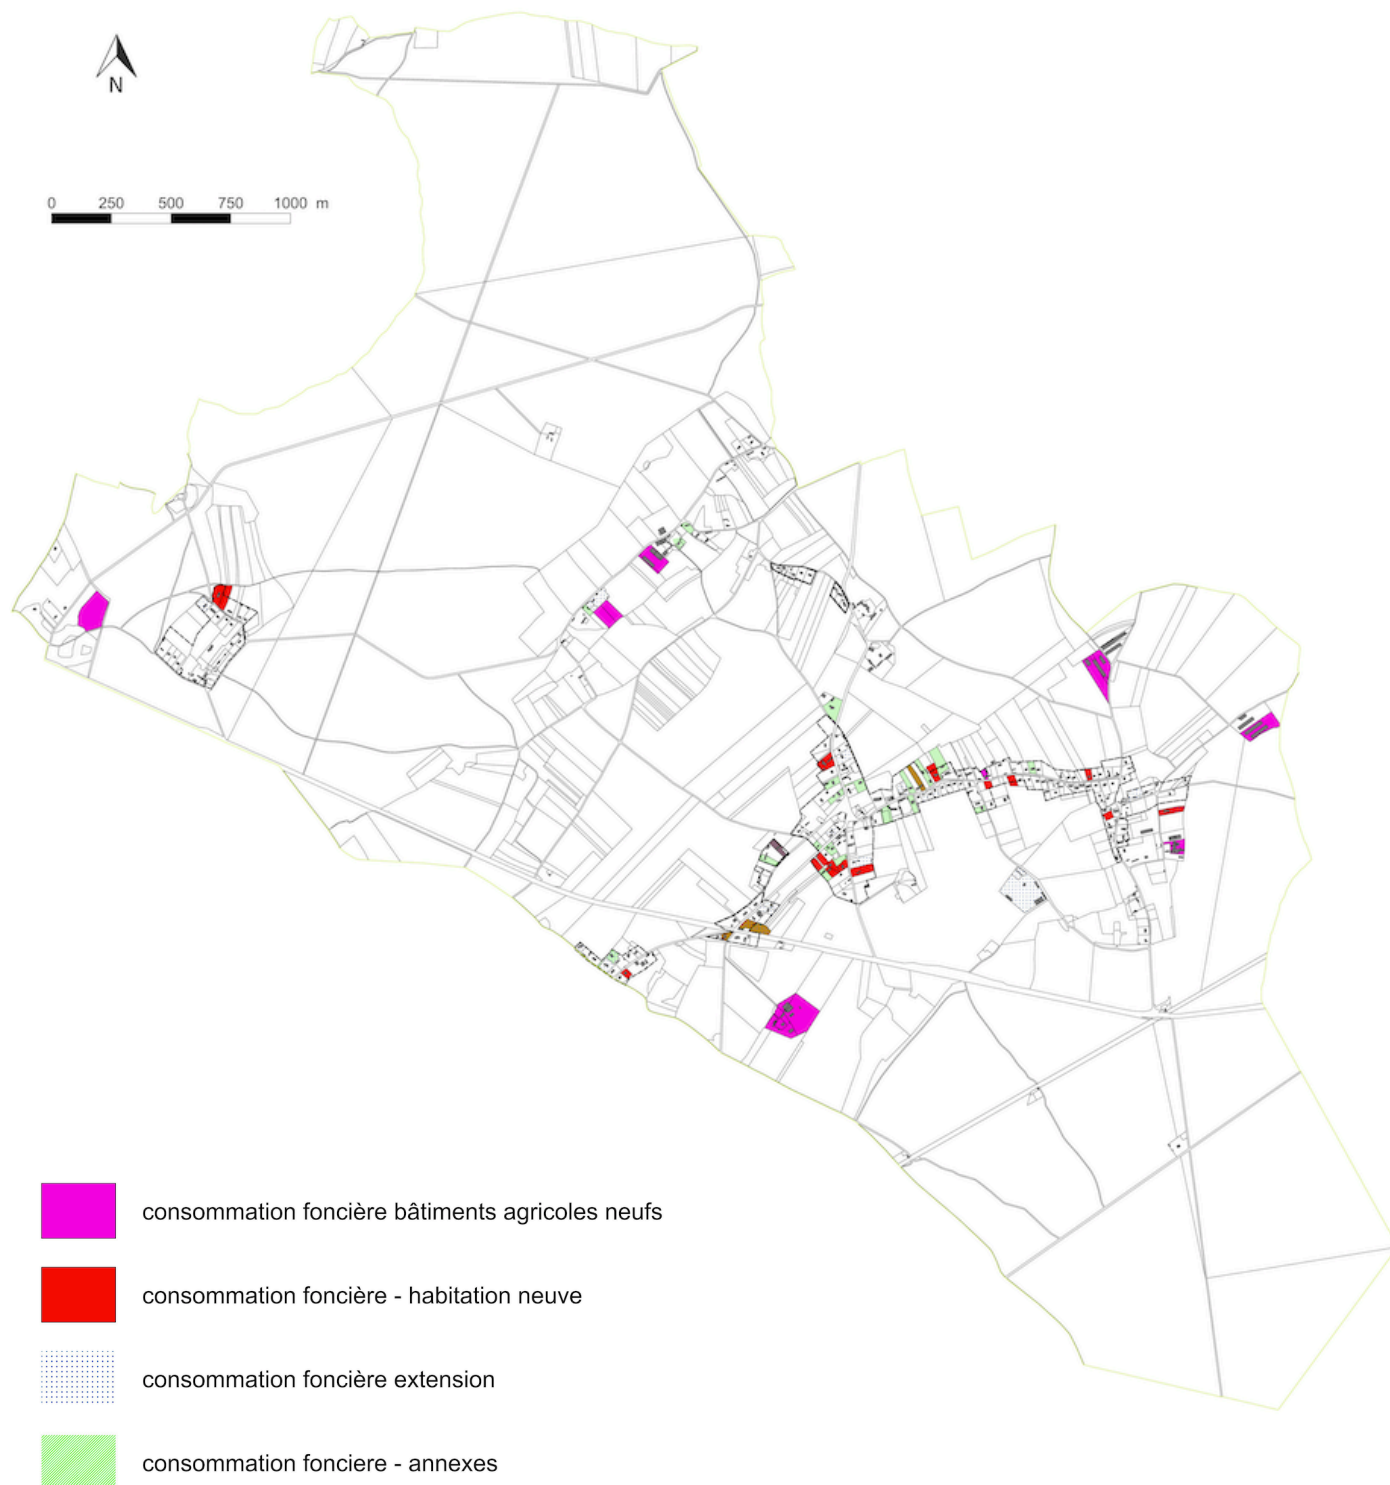 N
0 250 500 750 1000 m
consommation foncière bâtiments agricoles neufs
consommation foncière - habitation neuve
consommation foncière extension
consommation fonciere - annexes